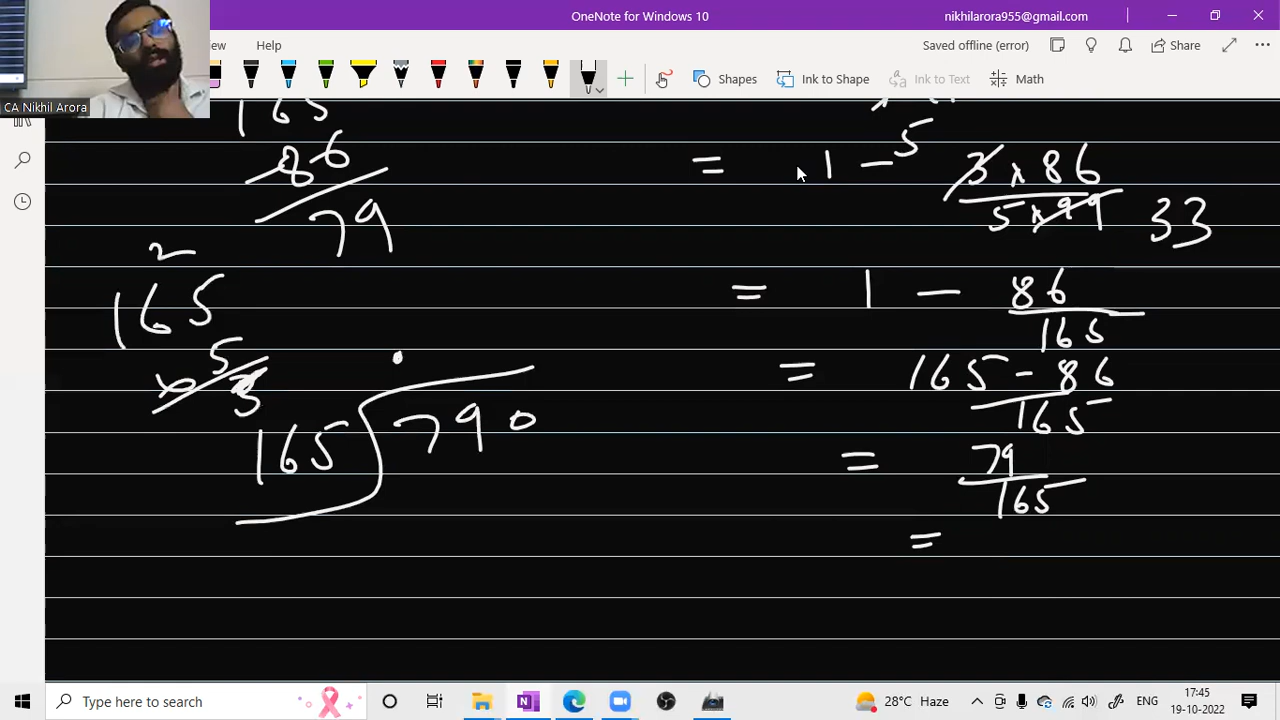 OneNote for Windows 10
nikhilarora955@gmail.com
Help
Saved offline (error)
Share
Shapes
Ink to Shape
Ink to Text
Math
CA Nikhil Arora
165
86
79
= 1 - 5
3 x 86
5 x 99 33
2
165
5
165 ) 790
= 1 - 86
165
= 165 - 86
165
= 79
165
=
Type here to search
28°C Haze
ENG
17:45
19-10-2022